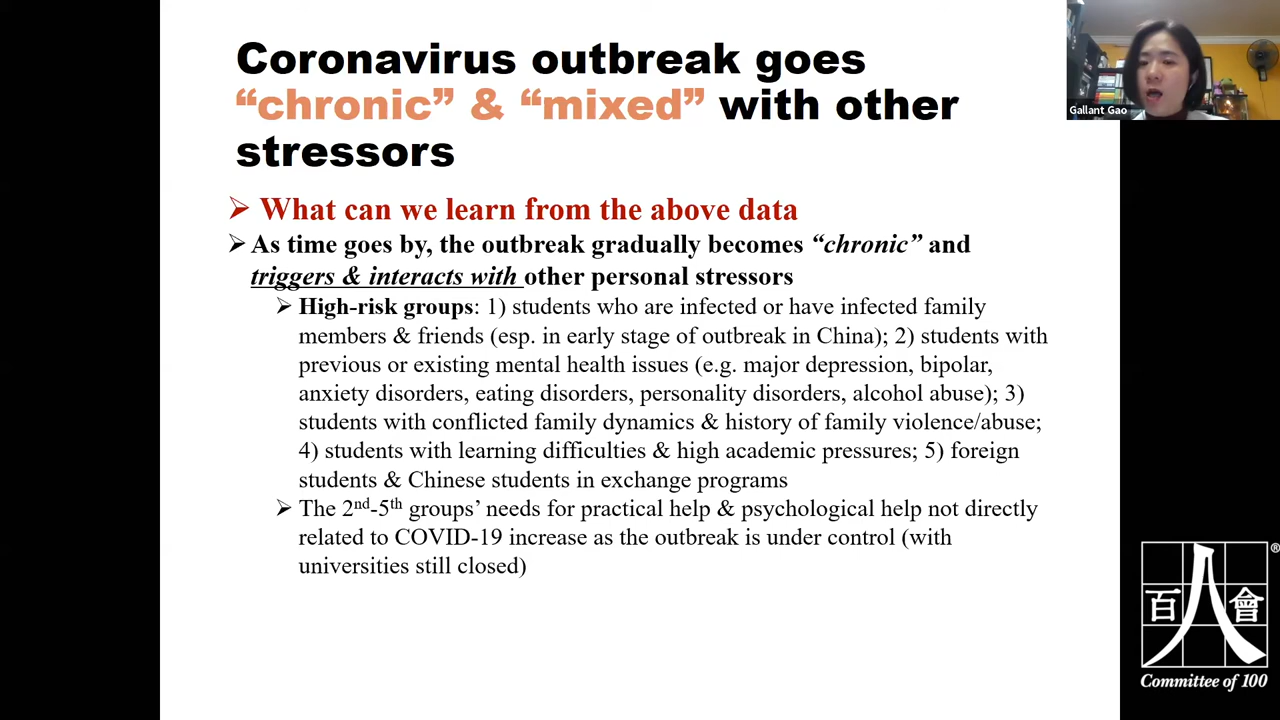 Coronavirus outbreak goes
“chronic” & “mixed” with other
stressors
➢ What can we learn from the above data
➢ As time goes by, the outbreak gradually becomes “chronic” and
triggers & interacts with other personal stressors
➢ High-risk groups: 1) students who are infected or have infected family
members & friends (esp. in early stage of outbreak in China); 2) students with
previous or existing mental health issues (e.g. major depression, bipolar,
anxiety disorders, eating disorders, personality disorders, alcohol abuse); 3)
students with conflicted family dynamics & history of family violence/abuse;
4) students with learning difficulties & high academic pressures; 5) foreign
students & Chinese students in exchange programs
➢ The 2nd-5th groups’ needs for practical help & psychological help not directly
related to COVID-19 increase as the outbreak is under control (with
universities still closed)
Gallant Gao
百人會 ®
Committee of 100